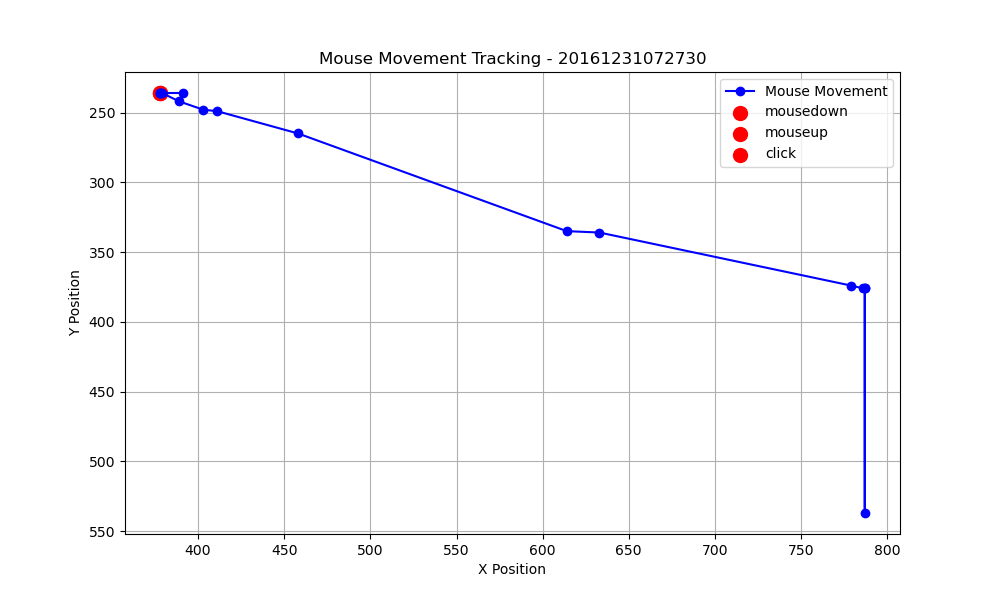 Mouse Movement Tracking - 20161231072730
Mouse Movement
mousedown
mouseup
click
250
300
350
400
450
500
550
Y Position
400
450
500
550
600
650
700
750
800
X Position